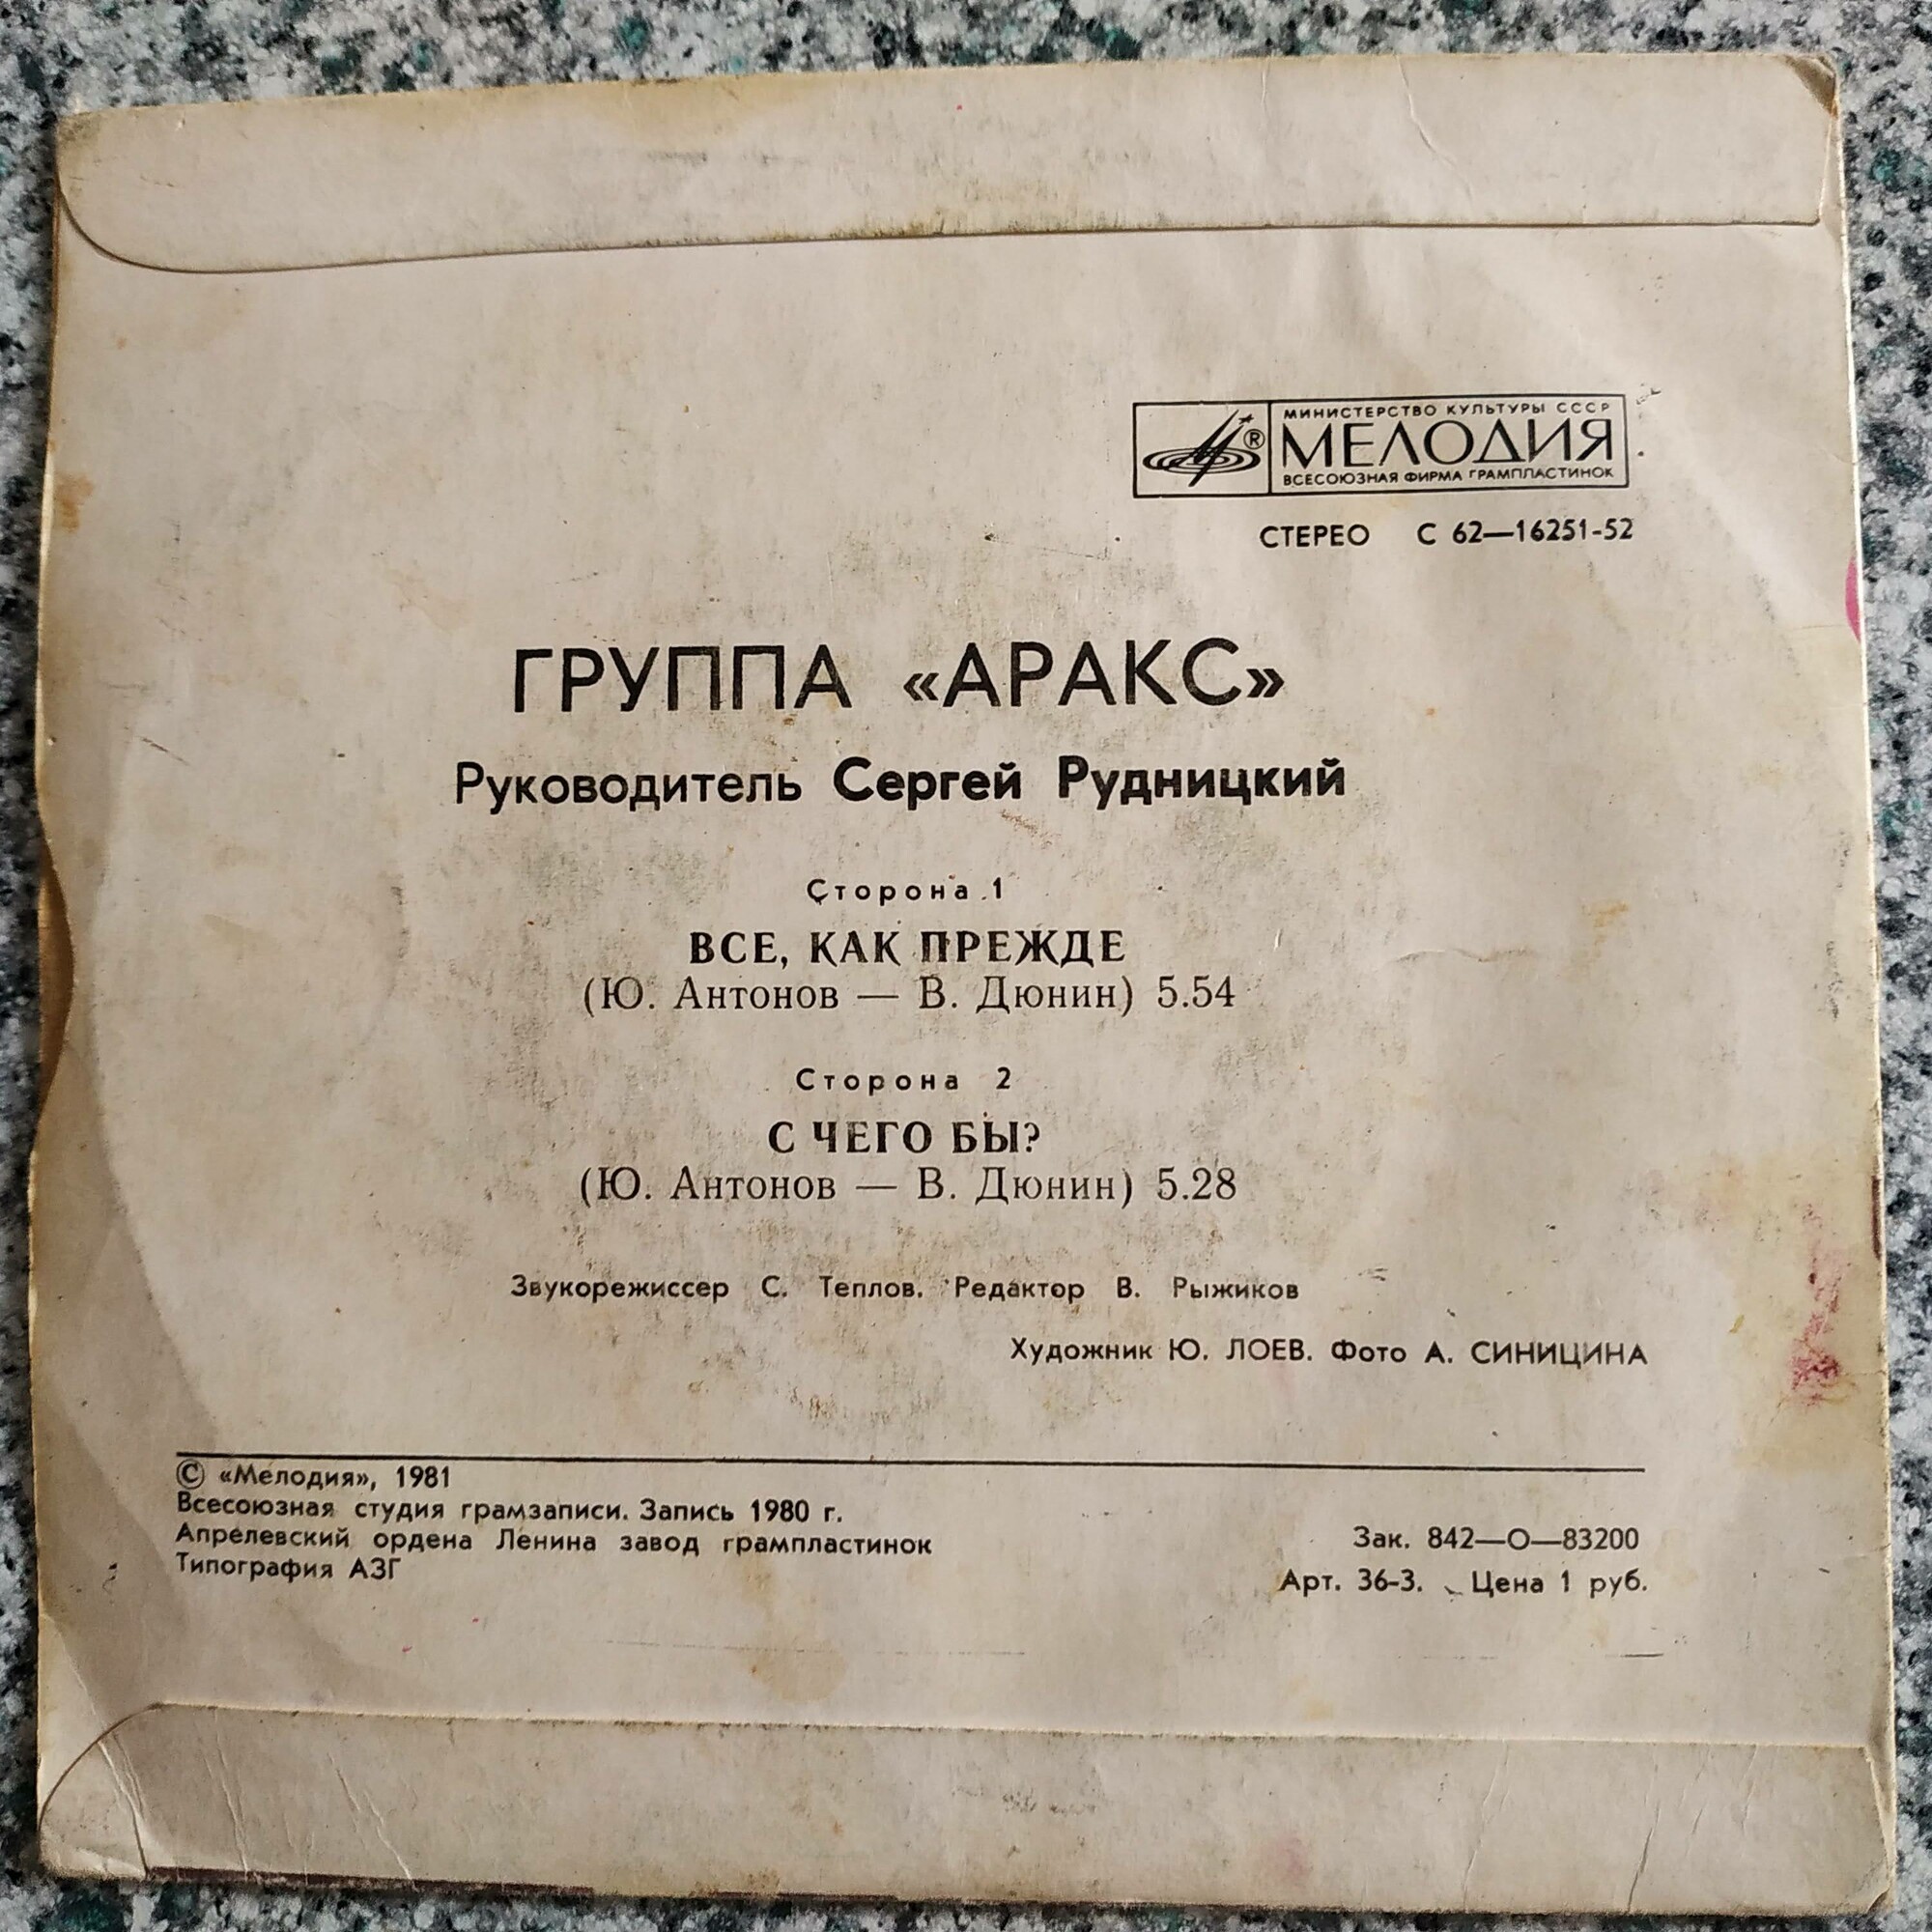 МИНИСТЕРСТВО КУЛЬТУРЫ СССР
® МЕЛОДИЯ
ВСЕСОЮЗНАЯ ФИРМА ГРАМПЛАСТИНОК
СТЕРЕО С 62—16251-52
ГРУППА «АРАКС»
Руководитель Сергей Рудницкий
Сторона 1
ВСЕ, КАК ПРЕЖДЕ
(Ю. Антонов — В. Дюнин) 5.54
Сторона 2
С ЧЕГО БЫ?
(Ю. Антонов — В. Дюнин) 5.28
Звукорежиссер С. Теплов. Редактор В. Рыжиков
Художник Ю. ЛОЕВ. Фото А. СИНИЦИНА
© «Мелодия», 1981
Всесоюзная студия грамзаписи. Запись 1980 г.
Апрелевский ордена Ленина завод грампластинок
Типография АЗГ
Зак. 842—О—83200
Арт. 36-3. Цена 1 руб.